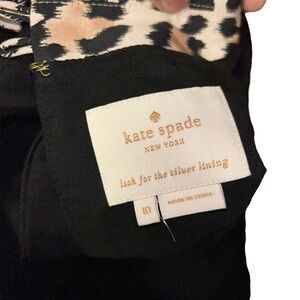 kate spade
NEW YORK
look for the silver lining
10
MADE IN CHINA